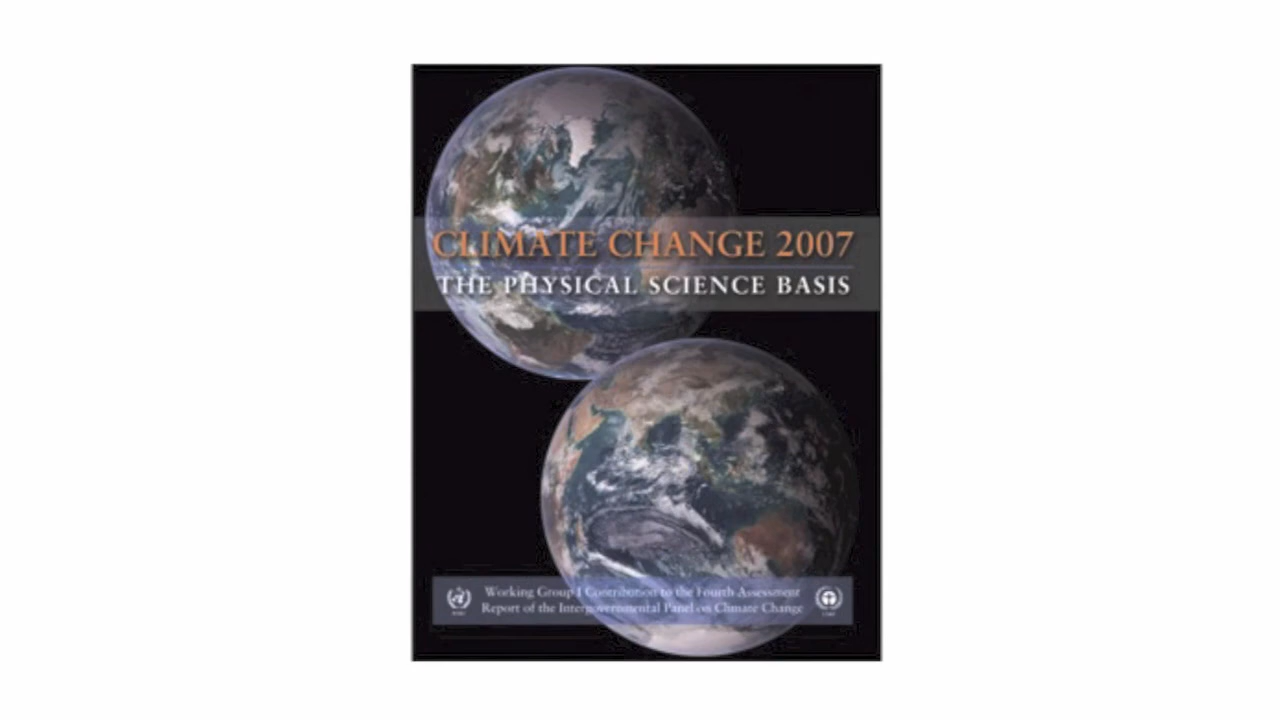 CLIMATE CHANGE 2007
THE PHYSICAL SCIENCE BASIS
Working Group I Contribution to the Fourth Assessment
Report of the Intergovernmental Panel on Climate Change